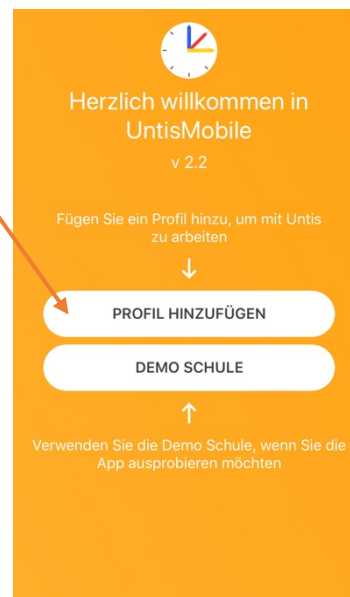 Herzlich willkommen in
UntisMobile
v 2.2
Fügen Sie ein Profil hinzu, um mit Untis
zu arbeiten
PROFIL HINZUFÜGEN
DEMO SCHULE
Verwenden Sie die Demo Schule, wenn Sie die
App ausprobieren möchten